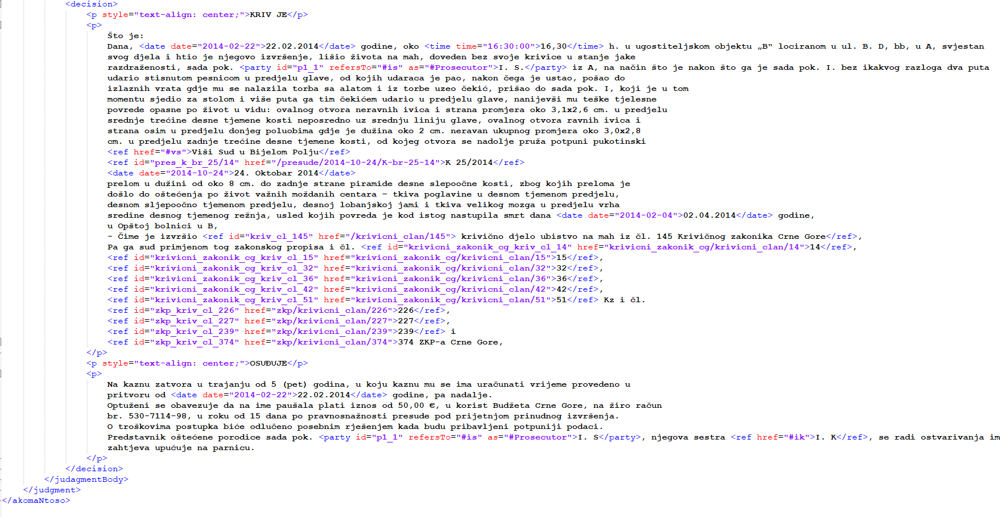 <decision>
<p style="text-align: center;">KRIV JE</p>
<p>
Što je:
Dana, <date date="2014-02-22">22.02.2014</date> godine, oko <time time="16:30:00">16,30</time> h. u ugostiteljskom objektu „B“ lociranom u ul. B. D, bb, u A, svjestan
svog djela i htio je njegovo izvršenje, lišio života na mah, doveden bez svoje krivice u stanje jake
razdraženosti, sada pok. <party id="p1_1" refersTo="#is" as="#Prosecutor">I. S.</party> iz A, na način što je nakon što ga je sada pok. I. bez ikakvog razloga dva puta
udario stisnutom pesnicom u predjelu glave, od kojih udaraca je pao, nakon čega je ustao, pošao do
izlaznih vrata gdje mu se nalazila torba sa alatom i iz torbe uzeo čekić, prišao do sada pok. I, koji je u tom
momentu sjedio za stolom i više puta ga tim čekićem udario u predjelu glave, nanijevši mu teške tjelesne
povrede opasne po život u vidu: ovalnog otvora neravnih ivica i strana promjera oko 3,1x2,6 cm. u predjelu
srednje trećine desne tjemene kosti neposredno uz srednju liniju glave, ovalnog otvora ravnih ivica i
strana osim u predjelu donjeg poluobima gdje je dužina oko 2 cm. neravan ukupnog promjera oko 3,0x2,8
cm. u predjelu zadnje trećine desne tjemene kosti, od kojeg otvora se nadolje pruža potpuni pukotinski
<ref href="#vs">Viši Sud u Bijelom Polju</ref>
<ref id="pres_k_br_25/14" href="/presude/2014-10-24/K-br-25-14">K 25/2014</ref>
<date date="2014-10-24">24. Oktobar 2014</date>
prelom u dužini od oko 8 cm. do zadnje strane piramide desne slepoočne kosti, zbog kojih preloma je
došlo do oštećenja po život važnih moždanih centara – tkiva poglavine u desnom tjemenom predjelu,
desnom sljepoočno tjemenom predjelu, desnoj lobanjskoj jami i tkiva velikog mozga u predjelu vrha
sredine desnog tjemenog režnja, usled kojih povreda je kod istog nastupila smrt dana <date date="2014-02-04">02.04.2014</date> godine,
u Opštoj bolnici u B,
- Čime je izvršio <ref id="kriv_cl_145" href="/krivicni_clan/145"> krivično djelo ubistvo na mah iz čl. 145 Krivičnog zakonika Crne Gore</ref>,
Pa ga sud primjenom tog zakonskog propisa i čl. <ref id="krivicni_zakonik_cg_kriv_cl_14" href="krivicni_zakonik_cg/krivicni_clan/14">14</ref>,
<ref id="krivicni_zakonik_cg_kriv_cl_15" href="krivicni_zakonik_cg/krivicni_clan/15">15</ref>,
<ref id="krivicni_zakonik_cg_kriv_cl_32" href="krivicni_zakonik_cg/krivicni_clan/32">32</ref>,
<ref id="krivicni_zakonik_cg_kriv_cl_36" href="krivicni_zakonik_cg/krivicni_clan/36">36</ref>,
<ref id="krivicni_zakonik_cg_kriv_cl_42" href="krivicni_zakonik_cg/krivicni_clan/42">42</ref>,
<ref id="krivicni_zakonik_cg_kriv_cl_51" href="krivicni_zakonik_cg/krivicni_clan/51">51</ref> Kz i čl.
<ref id="zkp_kriv_cl_226" href="zkp/krivicni_clan/226">226</ref>,
<ref id="zkp_kriv_cl_227" href="zkp/krivicni_clan/227">227</ref>,
<ref id="zkp_kriv_cl_239" href="zkp/krivicni_clan/239">239</ref> i
<ref id="zkp_kriv_cl_374" href="zkp/krivicni_clan/374">374 ZKP-a Crne Gore,
</p>
<p style="text-align: center;">OSUĐUJE</p>
<p>
Na kaznu zatvora u trajanju od 5 (pet) godina, u koju kaznu mu se ima uračunati vrijeme provedeno u
pritvoru od <date date="2014-02-22">22.02.2014</date> godine, pa nadalje.
Optuženi se obavezuje da na ime paušala plati iznos od 50,00 €, u korist Budžeta Crne Gore, na žiro račun
br. 530-7114-98, u roku od 15 dana po pravnosnažnosti presude pod prijetnjom prinudnog izvršenja.
O troškovima postupka biće odlučeno posebnim rješenjem kada budu pribavljeni potpuniji podaci.
Predstavnik oštećene porodice sada pok. <party id="p1_1" refersTo="#is" as="#Prosecutor">I. S</party>, njegova sestra <ref href="#ik">I. K</ref>, se radi ostvarivanja im
zahtjeva upućuje na parnicu.
</p>
</decision>
</judagmentBody>
</judgment>
</akomaNtoso>